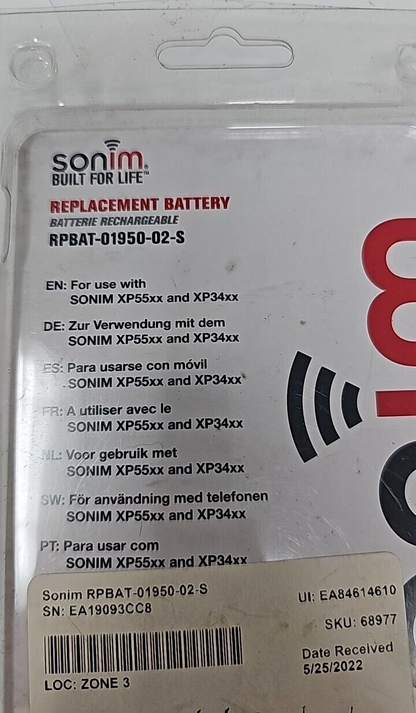 sonim®
BUILT FOR LIFE™
REPLACEMENT BATTERY
BATTERIE RECHARGEABLE
RPBAT-01950-02-S
EN: For use with
SONIM XP55xx and XP34xx
DE: Zur Verwendung mit dem
SONIM XP55xx and XP34xx
ES: Para usarse con móvil
SONIM XP55xx and XP34xx
FR: A utiliser avec le
SONIM XP55xx and XP34xx
NL: Voor gebruik met
SONIM XP55xx and XP34xx
SW: För användning med telefonen
SONIM XP55xx and XP34xx
PT: Para usar com
SONIM XP55xx and XP34xx
Sonim RPBAT-01950-02-S
SN: EA19093CC8
UI: EA84614610
SKU: 68977
Date Received
5/25/2022
LOC: ZONE 3